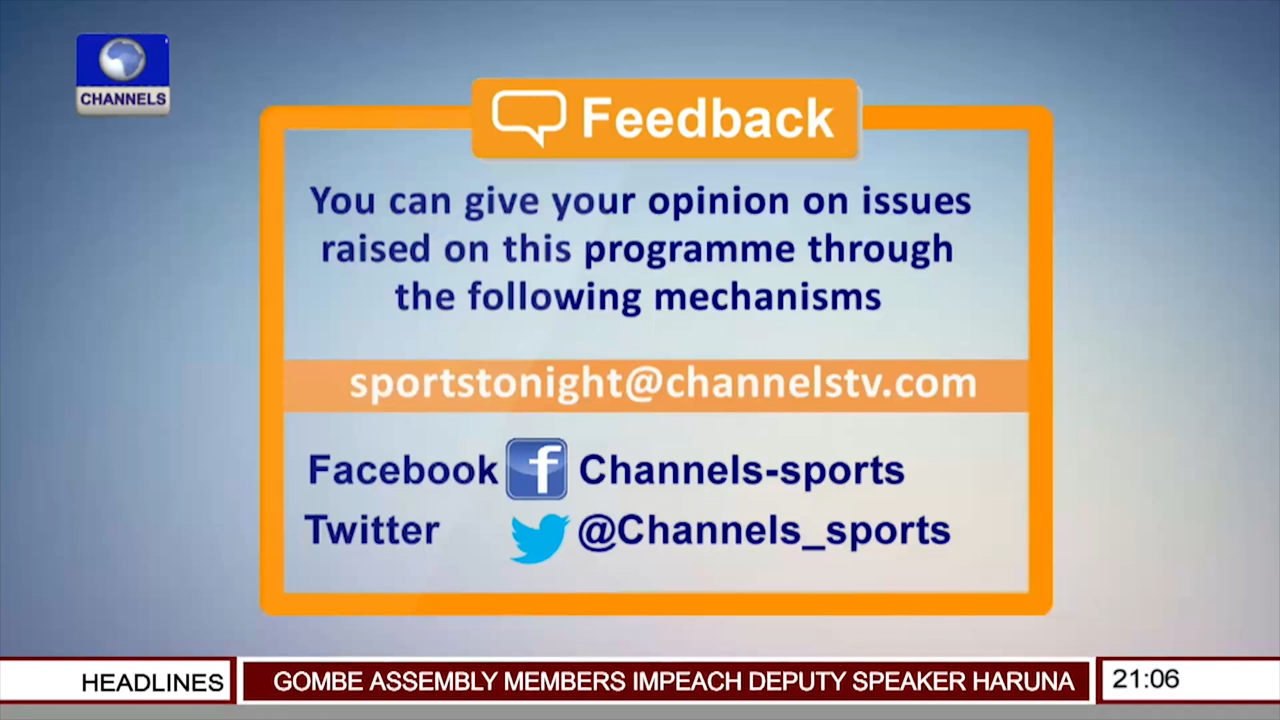 CHANNELS
Feedback
You can give your opinion on issues
raised on this programme through
the following mechanisms
sportstonight@channelstv.com
Facebook f Channels-sports
Twitter @Channels_sports
HEADLINES GOMBE ASSEMBLY MEMBERS IMPEACH DEPUTY SPEAKER HARUNA 21:06